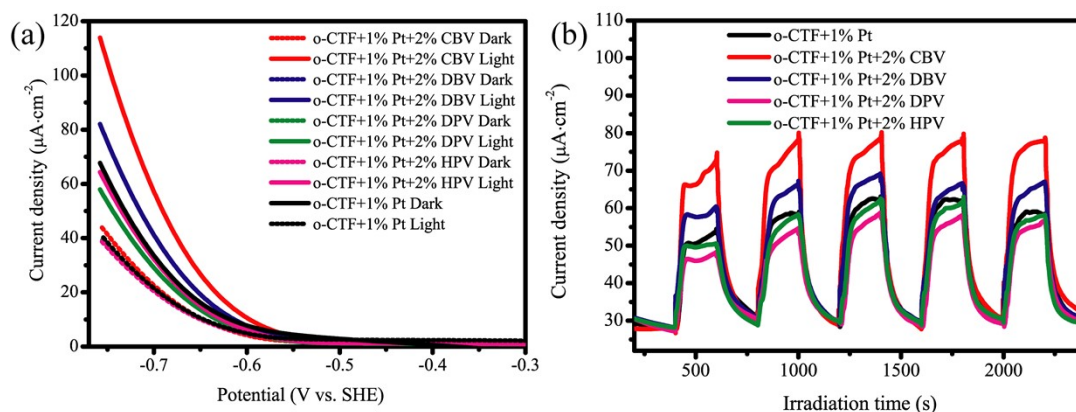 (a)
120
100
80
60
40
20
0
Current density (μA·cm⁻²)
-0.7
-0.6
-0.5
-0.4
-0.3
Potential (V vs. SHE)
o-CTF+1% Pt+2% CBV Dark
o-CTF+1% Pt+2% CBV Light
o-CTF+1% Pt+2% DBV Dark
o-CTF+1% Pt+2% DBV Light
o-CTF+1% Pt+2% DPV Dark
o-CTF+1% Pt+2% DPV Light
o-CTF+1% Pt+2% HPV Dark
o-CTF+1% Pt+2% HPV Light
o-CTF+1% Pt Dark
o-CTF+1% Pt Light
(b)
90
80
70
60
50
40
30
Current density (μA·cm⁻²)
500
1000
1500
2000
Irradiation time (s)
o-CTF+1% Pt
o-CTF+1% Pt+2% CBV
o-CTF+1% Pt+2% DBV
o-CTF+1% Pt+2% DPV
o-CTF+1% Pt+2% HPV